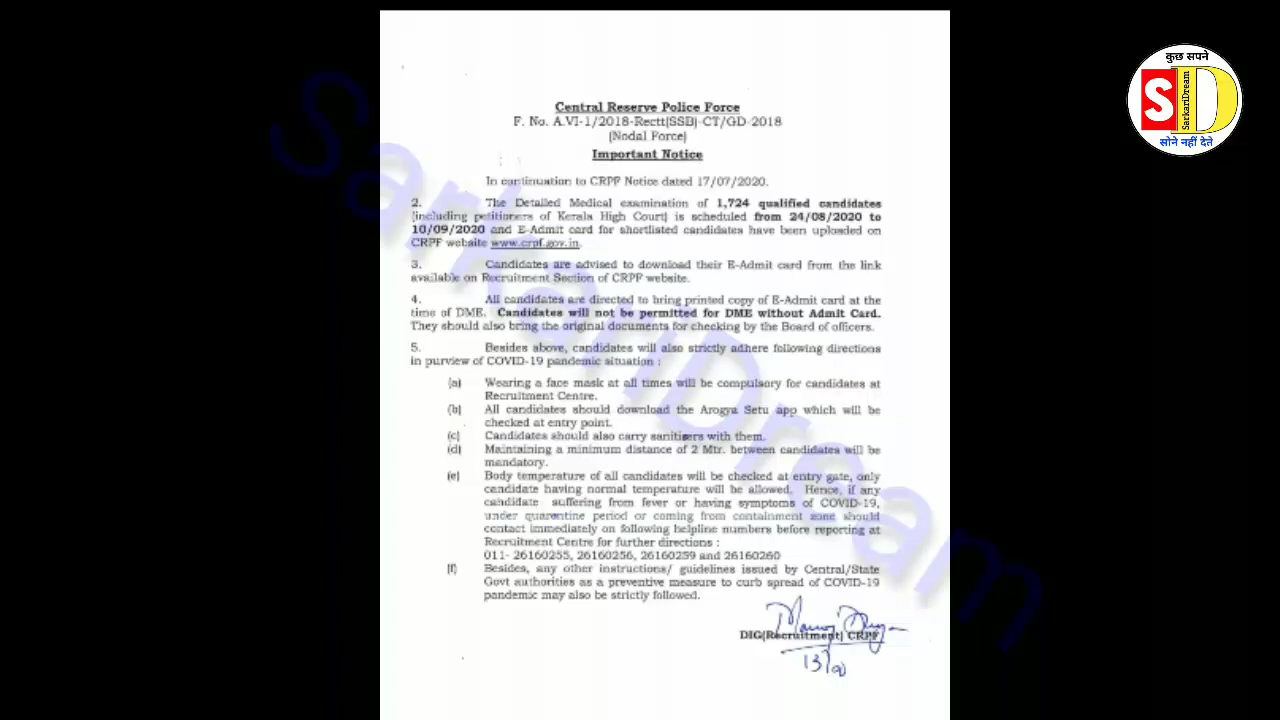 कुछ सपने
SD
SarkariDream
सोने नहीं देते
Central Reserve Police Force
F. No. A.VI-1/2018-Rectt(SSB)-CT/GD-2018
(Nodal Force)
Important Notice
In continuation to CRPF Notice dated 17/07/2020.
2. The Detailed Medical examination of 1,724 qualified candidates
(including petitioners of Kerala High Court) is scheduled from 24/08/2020 to
10/09/2020 and E-Admit card for shortlisted candidates have been uploaded on
CRPF website www.crpf.gov.in.
3. Candidates are advised to download their E-Admit card from the link
available on Recruitment Section of CRPF website.
4. All candidates are directed to bring printed copy of E-Admit card at the
time of DME. Candidates will not be permitted for DME without Admit Card.
They should also bring the original documents for checking by the Board of officers.
5. Besides above, candidates will also strictly adhere following directions
in purview of COVID-19 pandemic situation :
(a) Wearing a face mask at all times will be compulsory for candidates at
Recruitment Centre.
(b) All candidates should download the Arogya Setu app which will be
checked at entry point.
(c) Candidates should also carry sanitisers with them.
(d) Maintaining a minimum distance of 2 Mtr. between candidates will be
mandatory.
(e) Body temperature of all candidates will be checked at entry gate, only
candidate having normal temperature will be allowed. Hence, if any
candidate suffering from fever or having symptoms of COVID-19,
under quarantine period or coming from containment zone should
contact immediately on following helpline numbers before reporting at
Recruitment Centre for further directions :
011- 26160255, 26160256, 26160259 and 26160260
(f) Besides, any other instructions/ guidelines issued by Central/State
Govt authorities as a preventive measure to curb spread of COVID-19
pandemic may also be strictly followed.
DIG(Recruitment) CRPF
SarkariDream